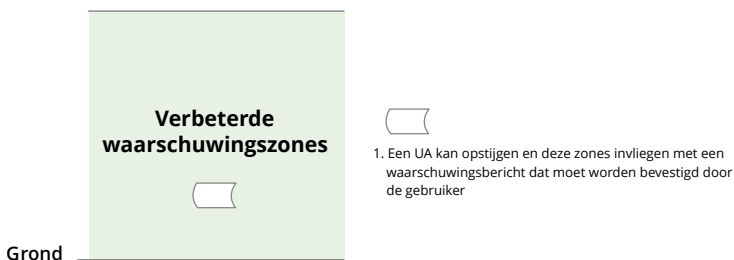 Verbeterde
waarschuwingszones
Grond
1. Een UA kan opstijgen en deze zones invliegen met een
waarschuwingsbericht dat moet worden bevestigd door
de gebruiker